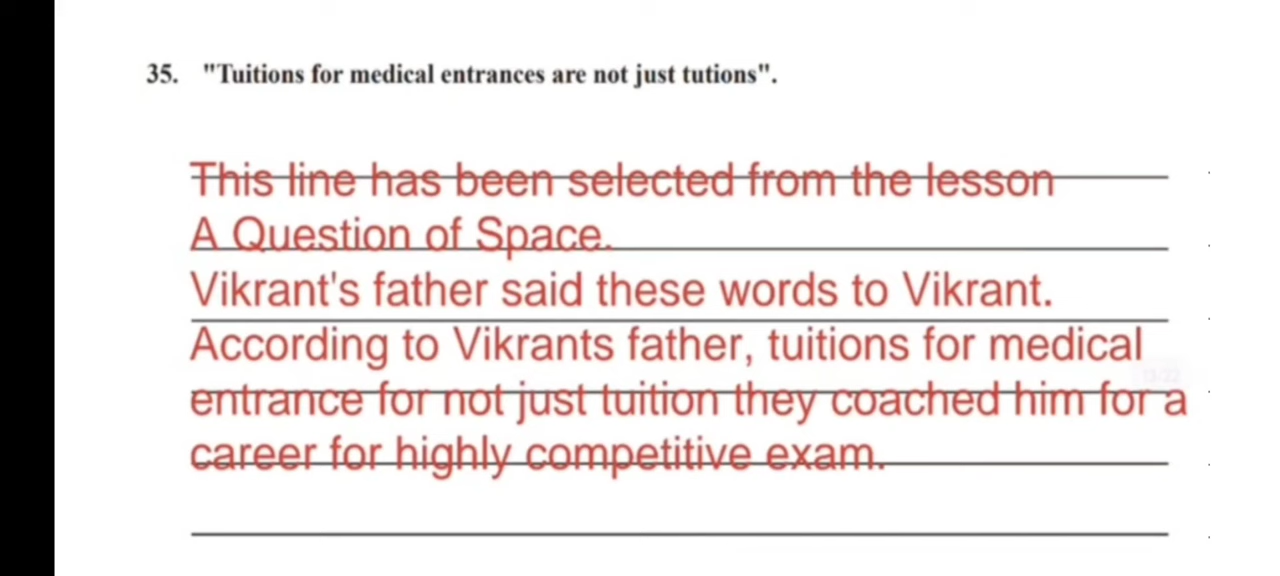 35. "Tuitions for medical entrances are not just tutions".
This line has been selected from the lesson
A Question of Space.
Vikrant's father said these words to Vikrant.
According to Vikrants father, tuitions for medical
entrance for not just tuition they coached him for a
career for highly competitive exam.